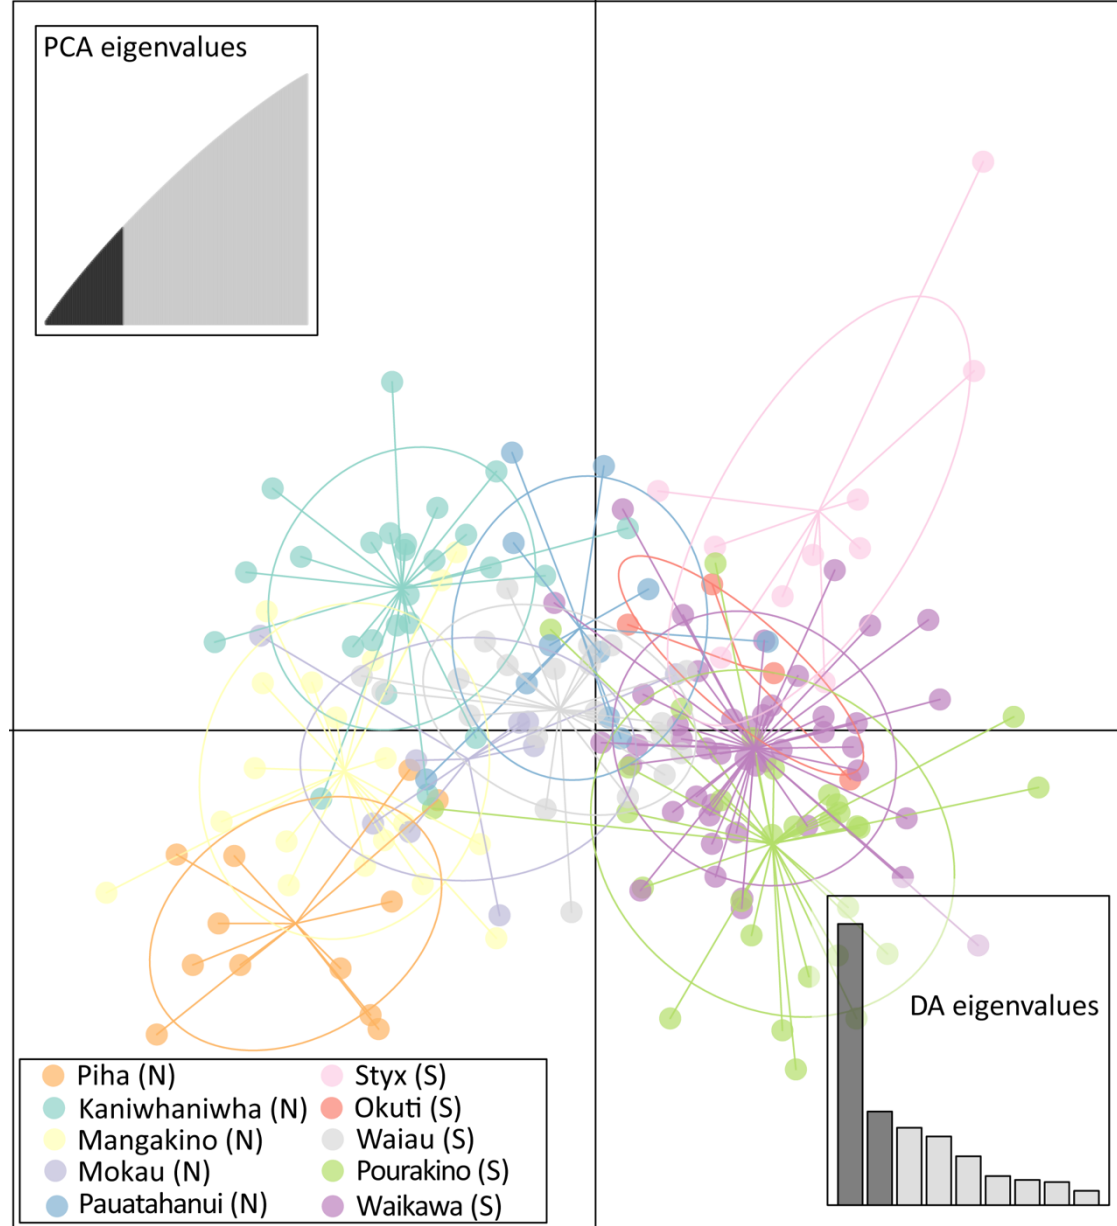 PCA eigenvalues
DA eigenvalues
Piha (N)
Kaniwhaniwha (N)
Mangakino (N)
Mokau (N)
Pauatahanui (N)
Styx (S)
Okuti (S)
Waiau (S)
Pourakino (S)
Waikawa (S)